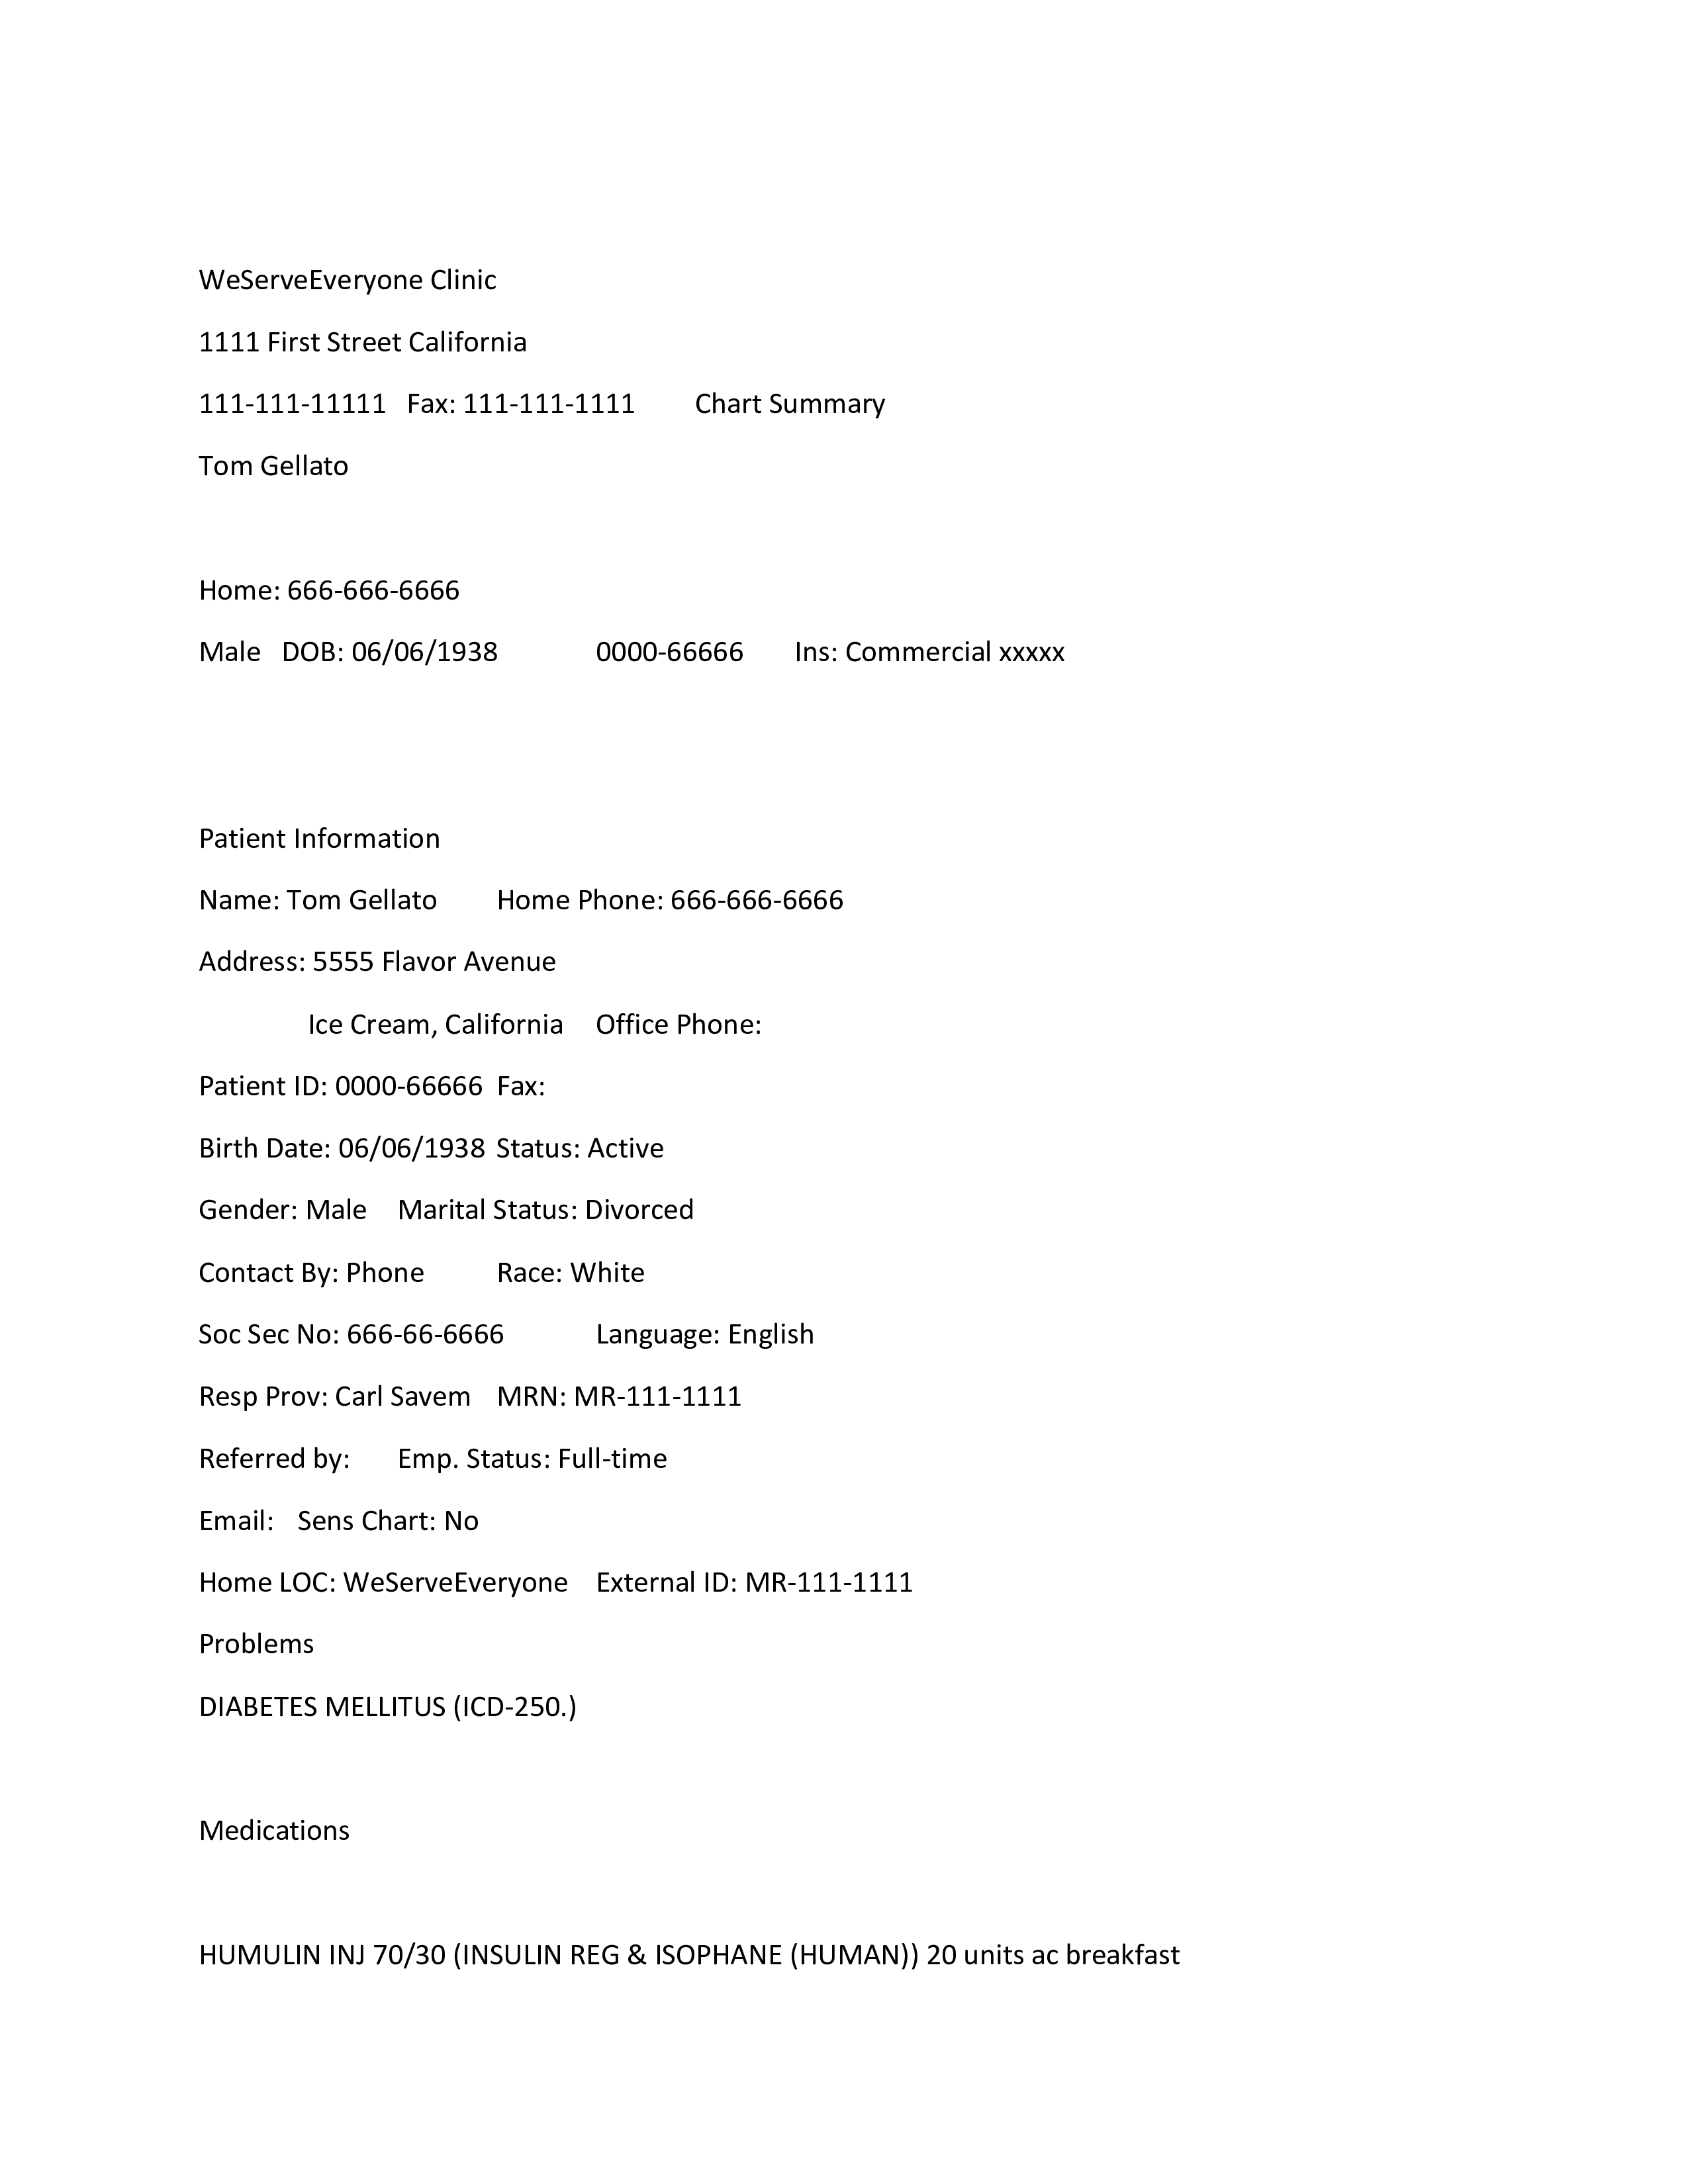 WeServeEveryone Clinic
1111 First Street California
111-111-11111 Fax: 111-111-1111 Chart Summary
Tom Gellato
Home: 666-666-6666
Male DOB: 06/06/1938 0000-66666 Ins: Commercial xxxxx
Patient Information
Name: Tom Gellato Home Phone: 666-666-6666
Address: 5555 Flavor Avenue
Ice Cream, California Office Phone:
Patient ID: 0000-66666 Fax:
Birth Date: 06/06/1938 Status: Active
Gender: Male Marital Status: Divorced
Contact By: Phone Race: White
Soc Sec No: 666-66-6666 Language: English
Resp Prov: Carl Savem MRN: MR-111-1111
Referred by: Emp. Status: Full-time
Email: Sens Chart: No
Home LOC: WeServeEveryone External ID: MR-111-1111
Problems
DIABETES MELLITUS (ICD-250.)
Medications
HUMULIN INJ 70/30 (INSULIN REG & ISOPHANE (HUMAN)) 20 units ac breakfast